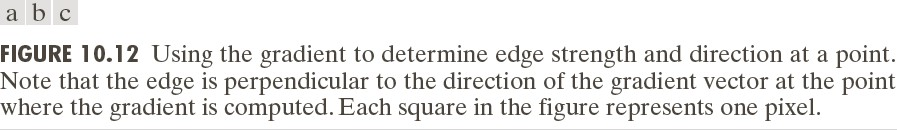 a b c
FIGURE 10.12 Using the gradient to determine edge strength and direction at a point.
Note that the edge is perpendicular to the direction of the gradient vector at the point
where the gradient is computed. Each square in the figure represents one pixel.